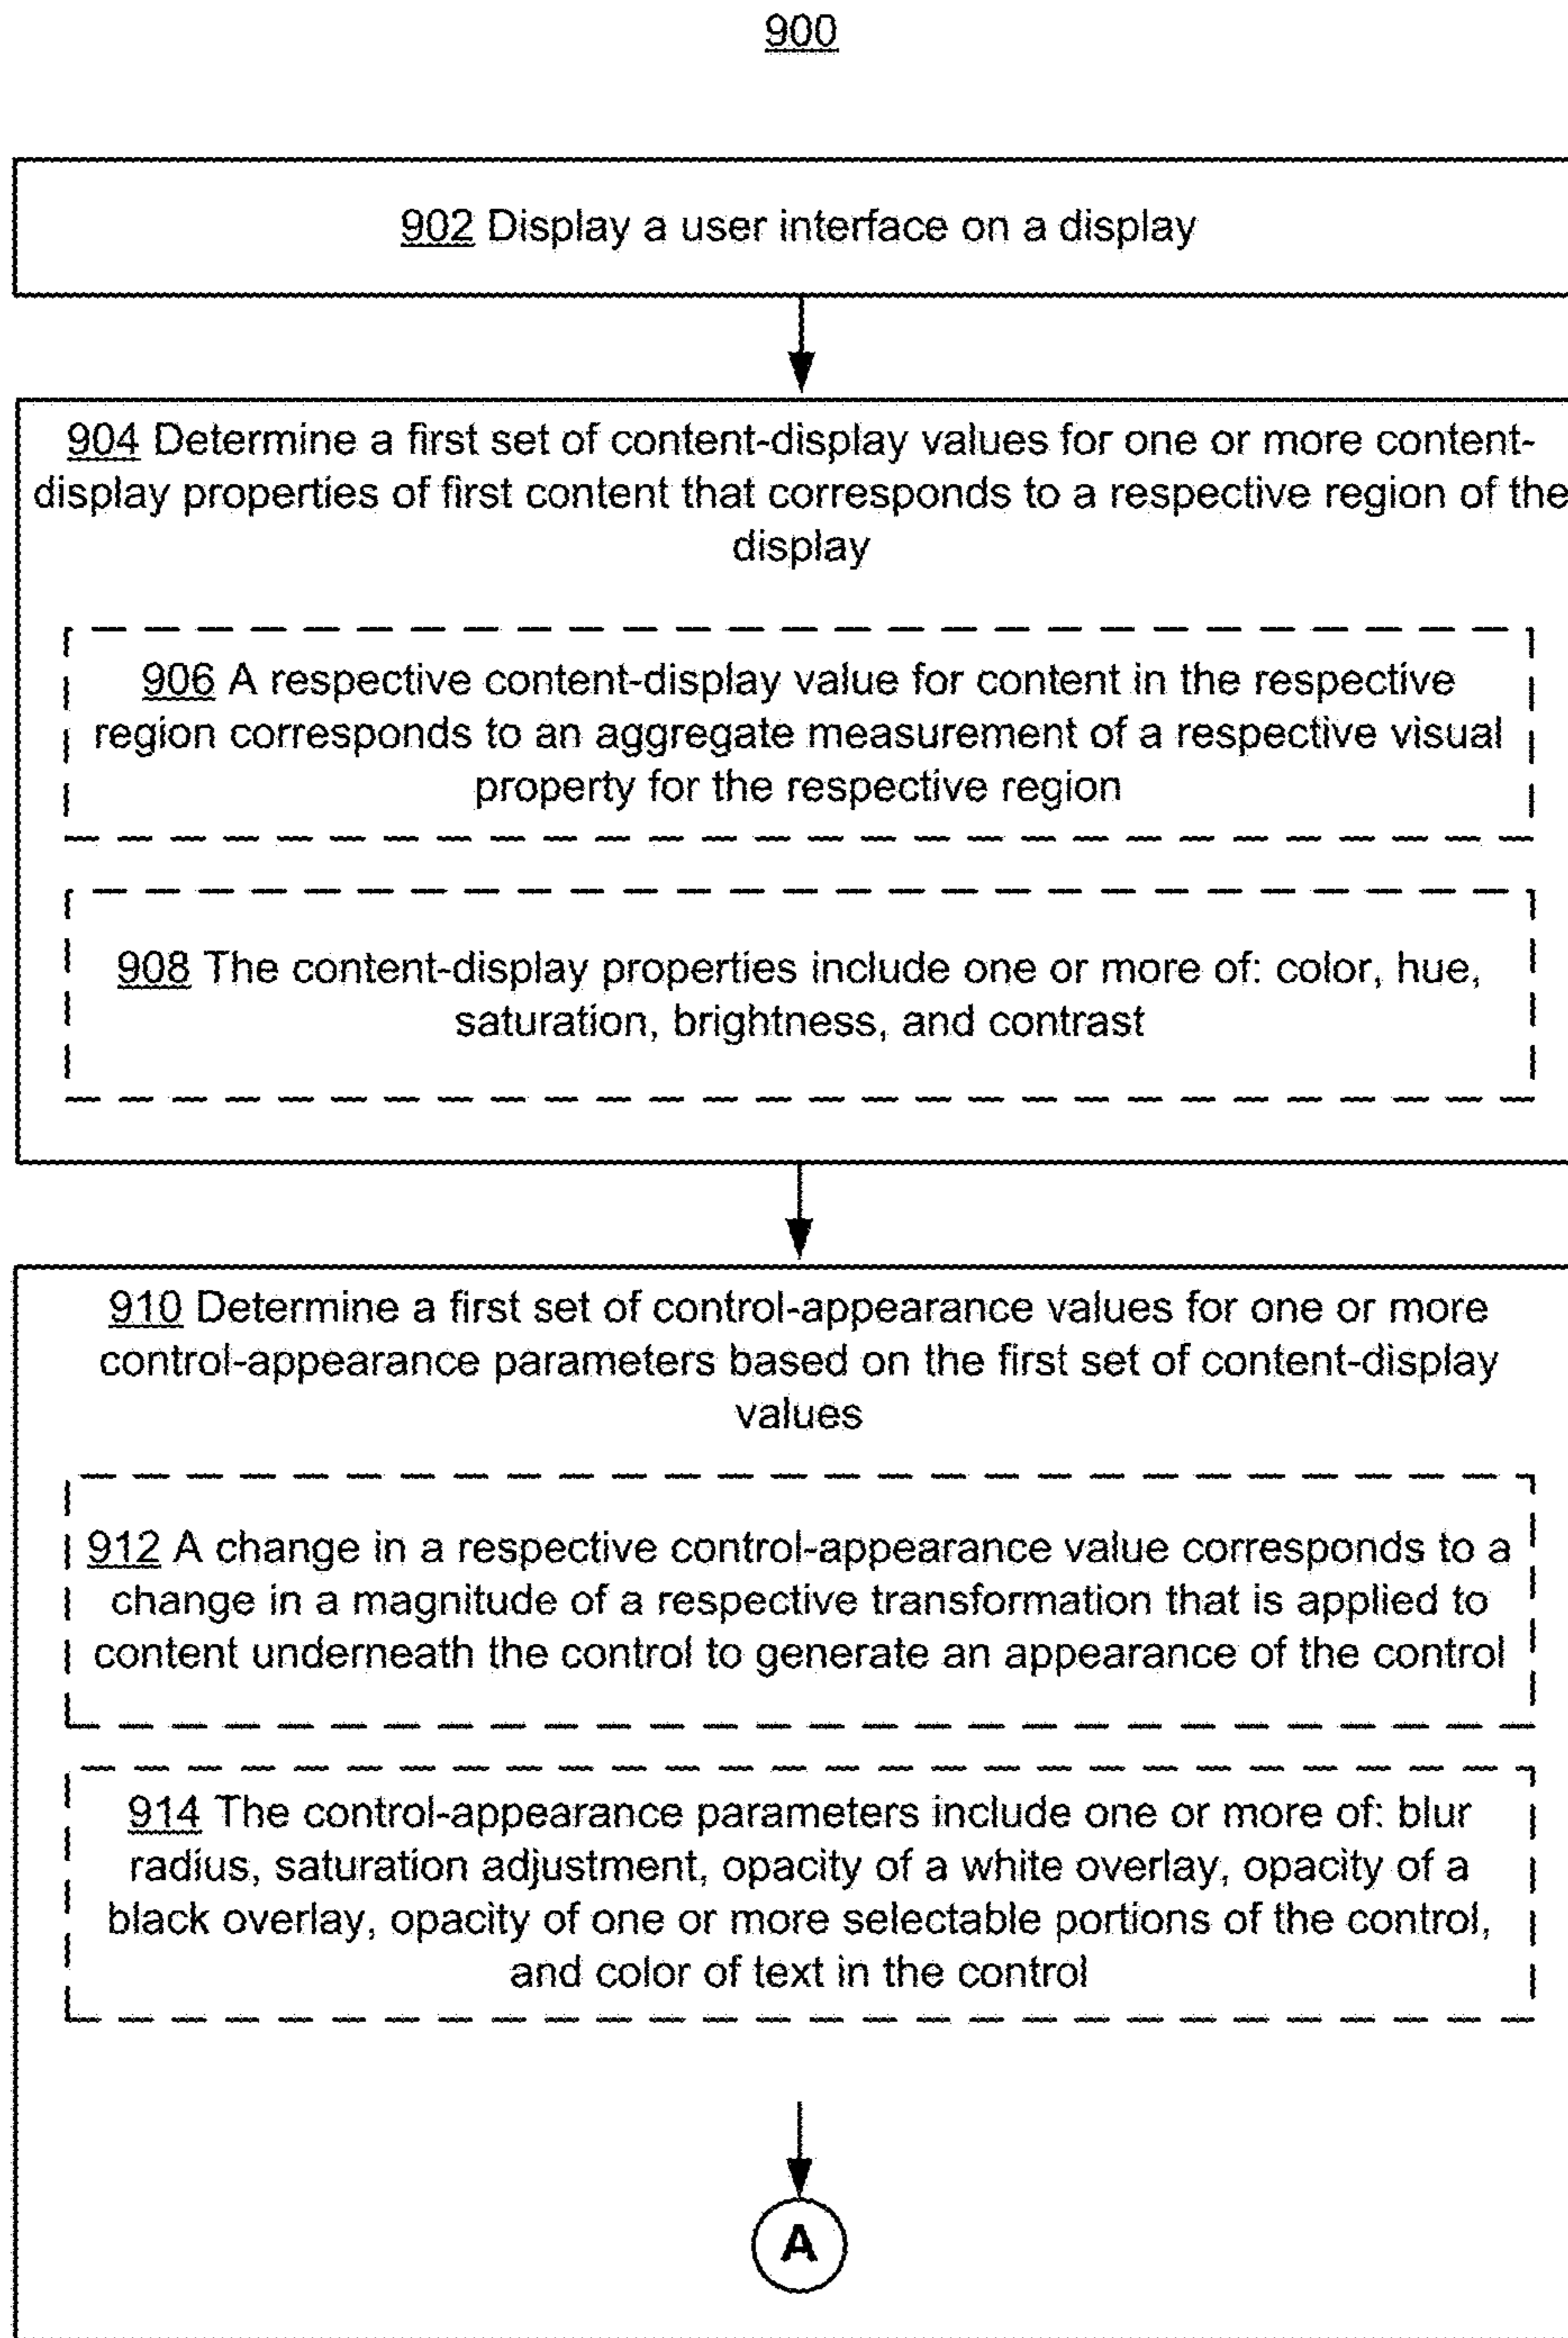 900
902 Display a user interface on a display
904 Determine a first set of content-display values for one or more content-
display properties of first content that corresponds to a respective region of the
display
906 A respective content-display value for content in the respective
region corresponds to an aggregate measurement of a respective visual
property for the respective region
908 The content-display properties include one or more of: color, hue,
saturation, brightness, and contrast
910 Determine a first set of control-appearance values for one or more
control-appearance parameters based on the first set of content-display
values
912 A change in a respective control-appearance value corresponds to a
change in a magnitude of a respective transformation that is applied to
content underneath the control to generate an appearance of the control
914 The control-appearance parameters include one or more of: blur
radius, saturation adjustment, opacity of a white overlay, opacity of a
black overlay, opacity of one or more selectable portions of the control,
and color of text in the control
A